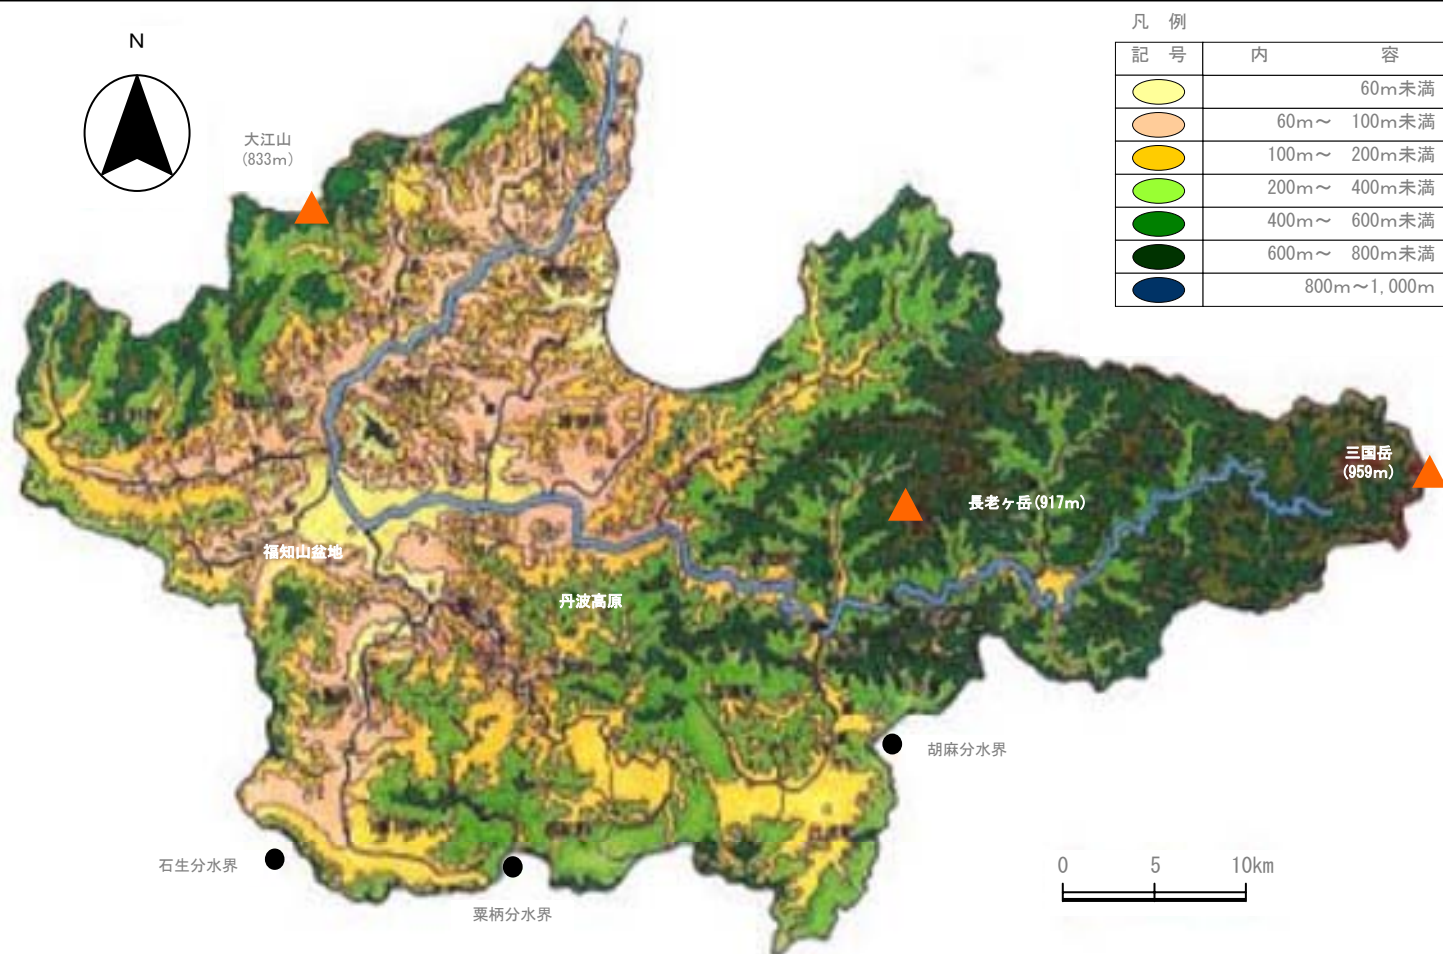 凡 例
記 号 内 容
60m未満
60m～ 100m未満
100m～ 200m未満
200m～ 400m未満
400m～ 600m未満
600m～ 800m未満
800m～1,000m
N
大江山
(833m)
三国岳
(959m)
長老ヶ岳(917m)
福知山盆地
丹波高原
胡麻分水界
石生分水界
栗柄分水界
0 5 10km